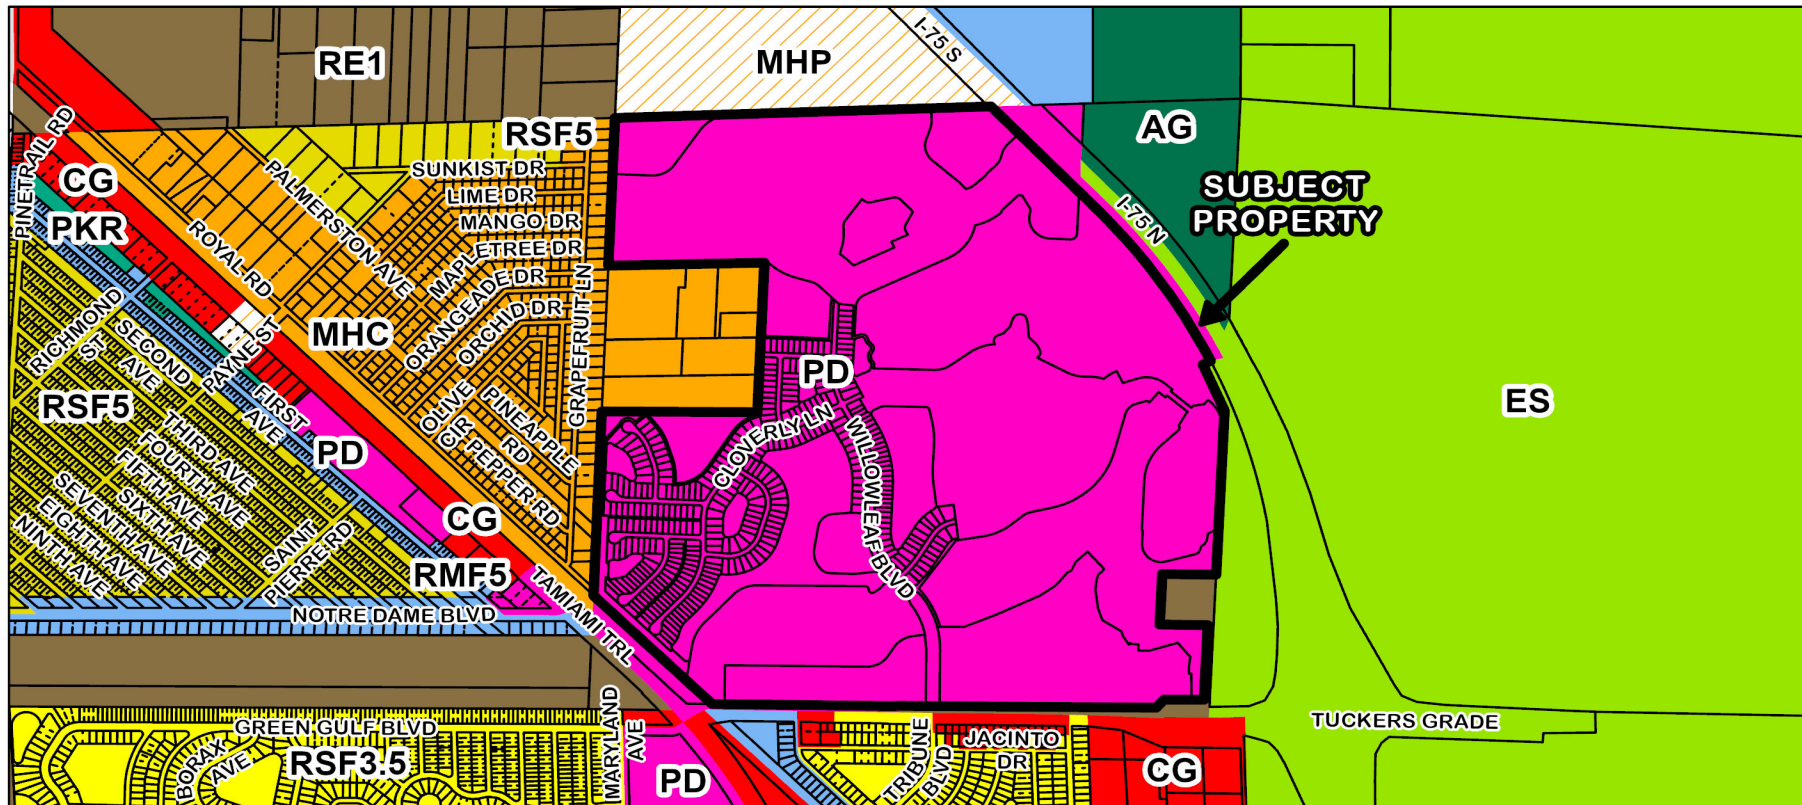 RE1
MHP
I-75 S
AG
SUBJECT
PROPERTY
I-75 N
ES
RSF5
PINETRAIL RD
CG
PKR
PALMERSTON AVE
SUNKIST DR
LIME DR
MANGO DR
MAPLETREE DR
ORANGEADE DR
ORCHID DR
GRAPEFRUIT LN
ROYAL RD
MHC
RICHMOND
ST
SECOND
AVE
PAYNE ST
FIRST
AVE
RSF5
PD
THIRD AVE
FOURTH AVE
FIFTH AVE
SIXTH AVE
SEVENTH AVE
EIGHTH AVE
NINTH AVE
SAINT
PIERRE RD
OLIVE
CIR
PINEAPPLE
RD
PEPPER RD
PD
CLOVERLY LN
WILLOWLEAF BLVD
CG
RMF5
NOTRE DAME BLVD
TAMIAMI TRL
TUCKERS GRADE
GREEN GULF BLVD
BORAX
AVE
RSF3.5
MARYLAND
AVE
PD
TRIBUNE
BLVD
JACINTO
DR
CG